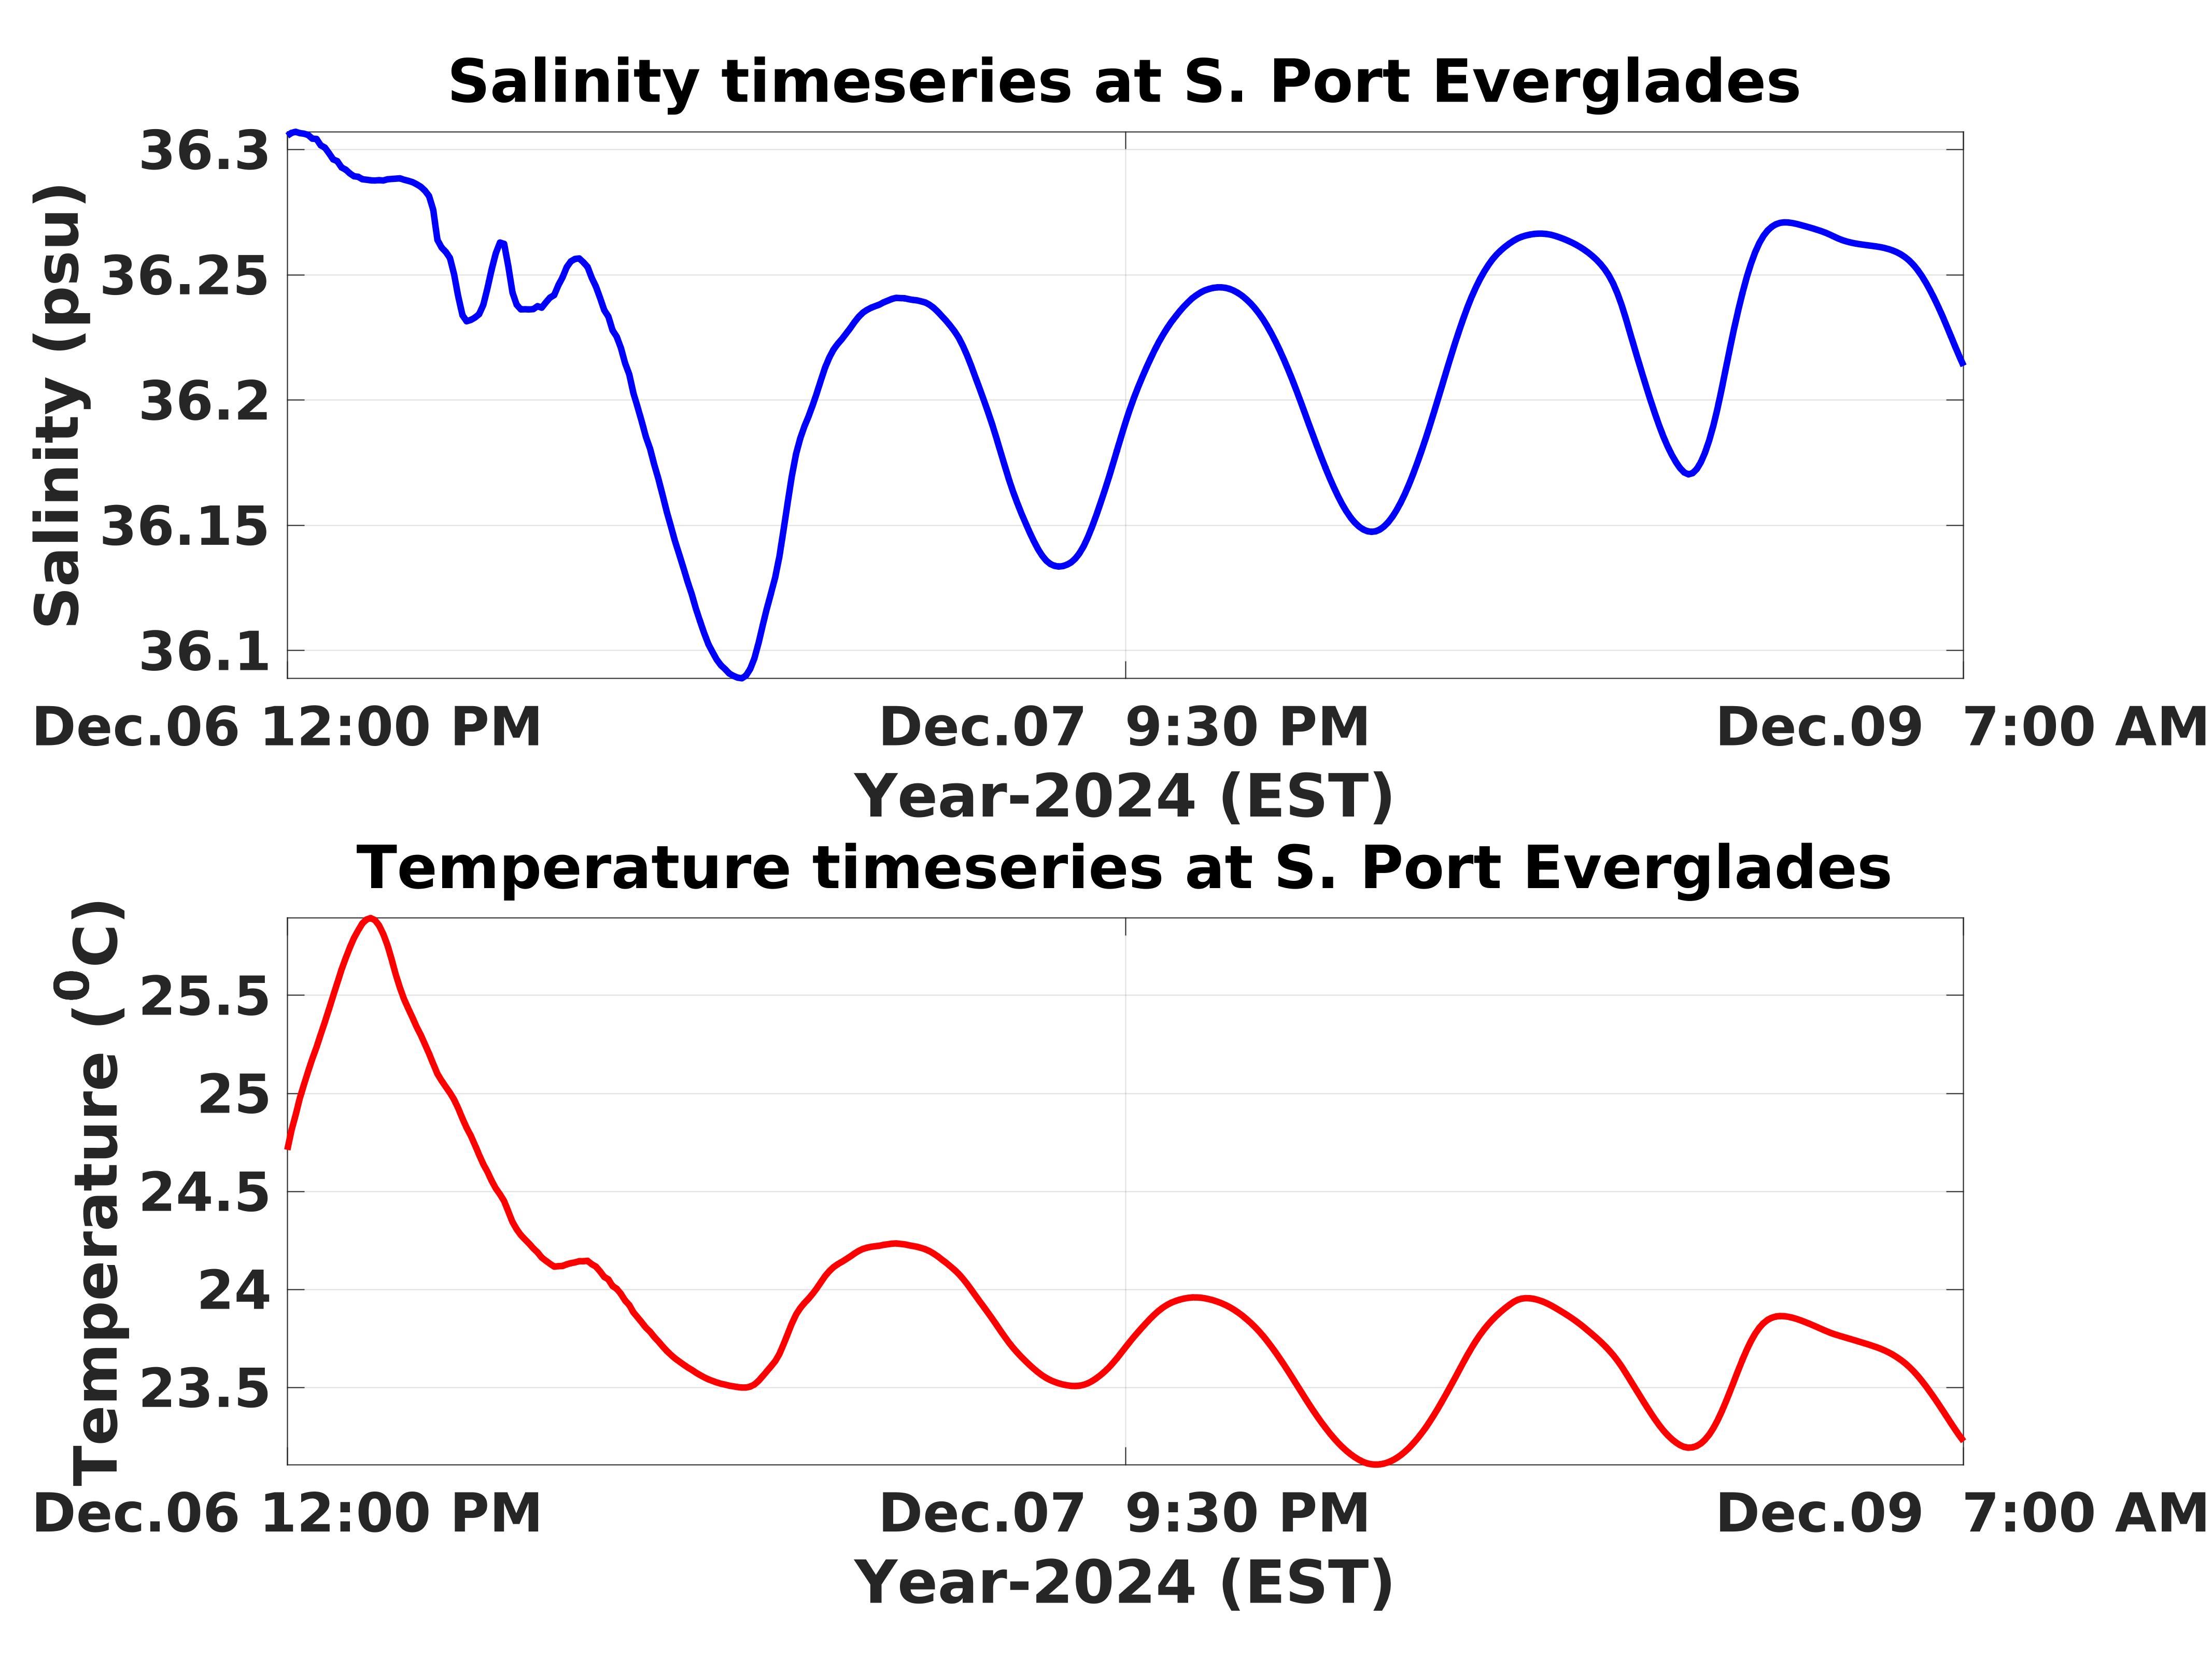 Salinity timeseries at S. Port Everglades
Salinity (psu)
36.3
36.25
36.2
36.15
36.1
Dec.06 12:00 PM Dec.07  9:30 PM Dec.09  7:00 AM
Year-2024 (EST)
Temperature timeseries at S. Port Everglades
Temperature (⁰C)
25.5
25
24.5
24
23.5
Dec.06 12:00 PM Dec.07  9:30 PM Dec.09  7:00 AM
Year-2024 (EST)